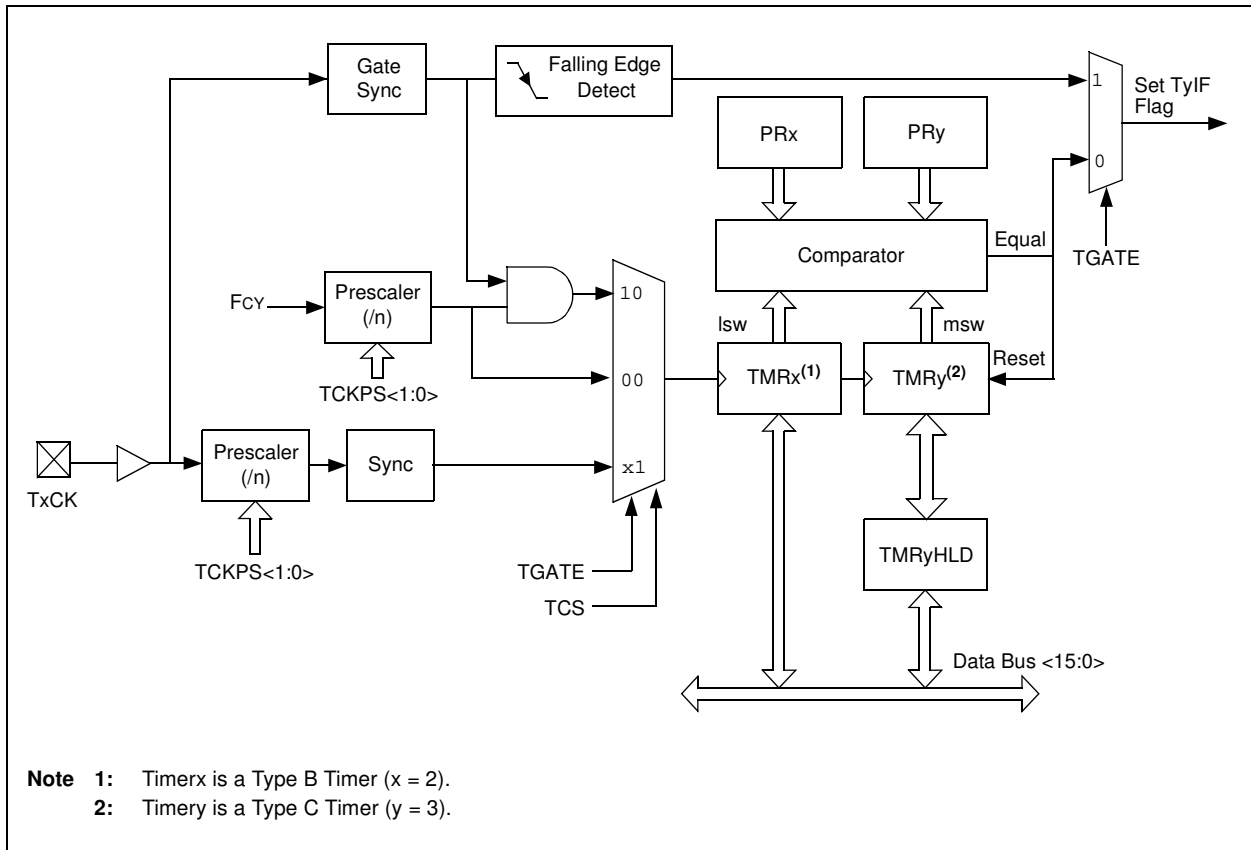 Gate
Sync
Falling Edge
Detect
1
Set TyIF
Flag
PRx
PRy
0
Comparator
Equal
TGATE
FCY
Prescaler
(/n)
10
lsw
msw
TCKPS<1:0>
00
TMRx(1)
TMRy(2)
Reset
TxCK
Prescaler
(/n)
Sync
x1
TCKPS<1:0>
TGATE
TCS
TMRyHLD
Data Bus <15:0>
Note 1: Timerx is a Type B Timer (x = 2).
2: Timery is a Type C Timer (y = 3).